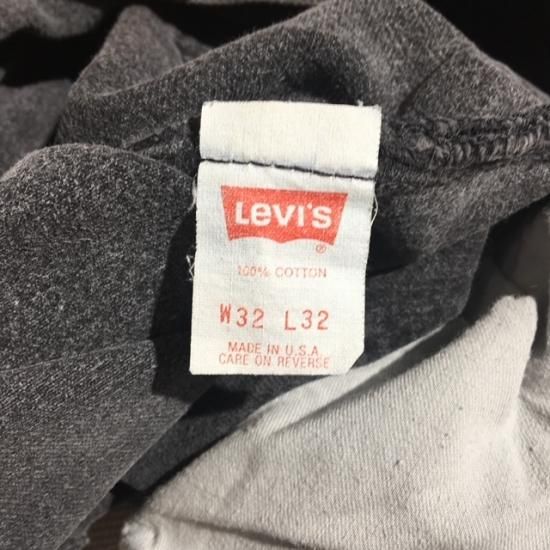 Levi's
®
100% COTTON
W32 L32
MADE IN U.S.A.
CARE ON REVERSE